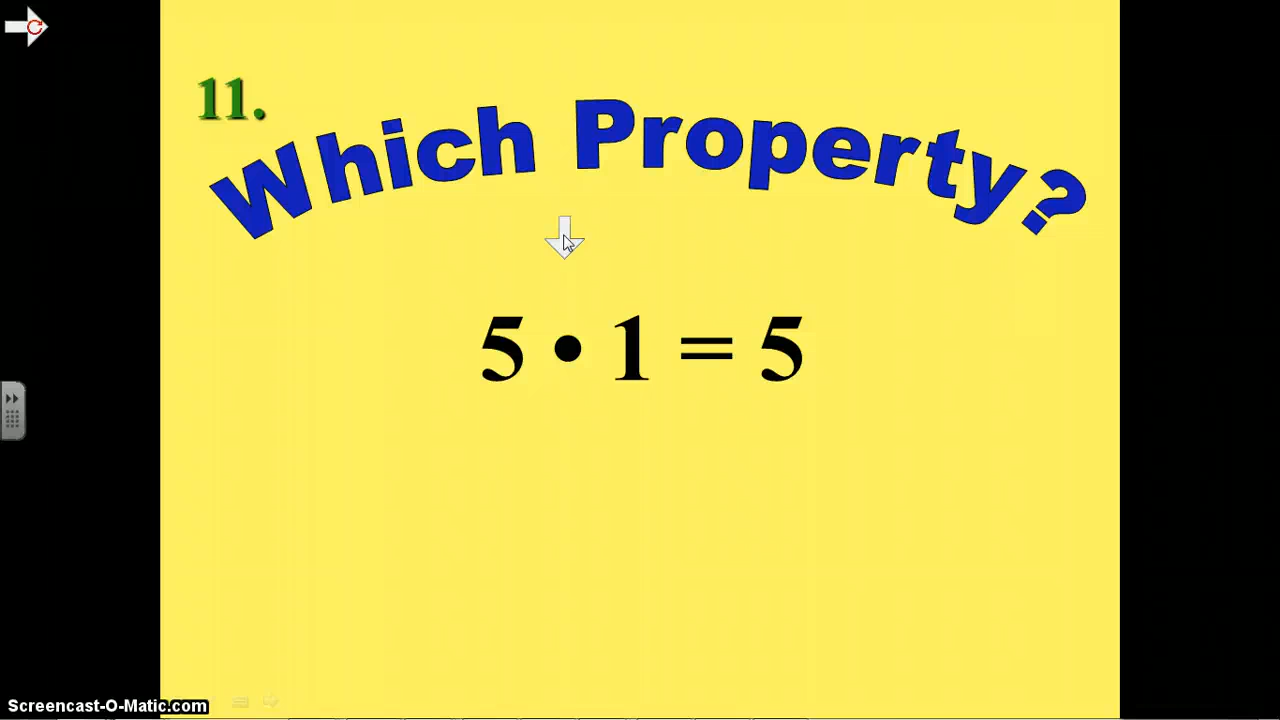 11.
Which Property?
5 • 1 = 5
Screencast-O-Matic.com